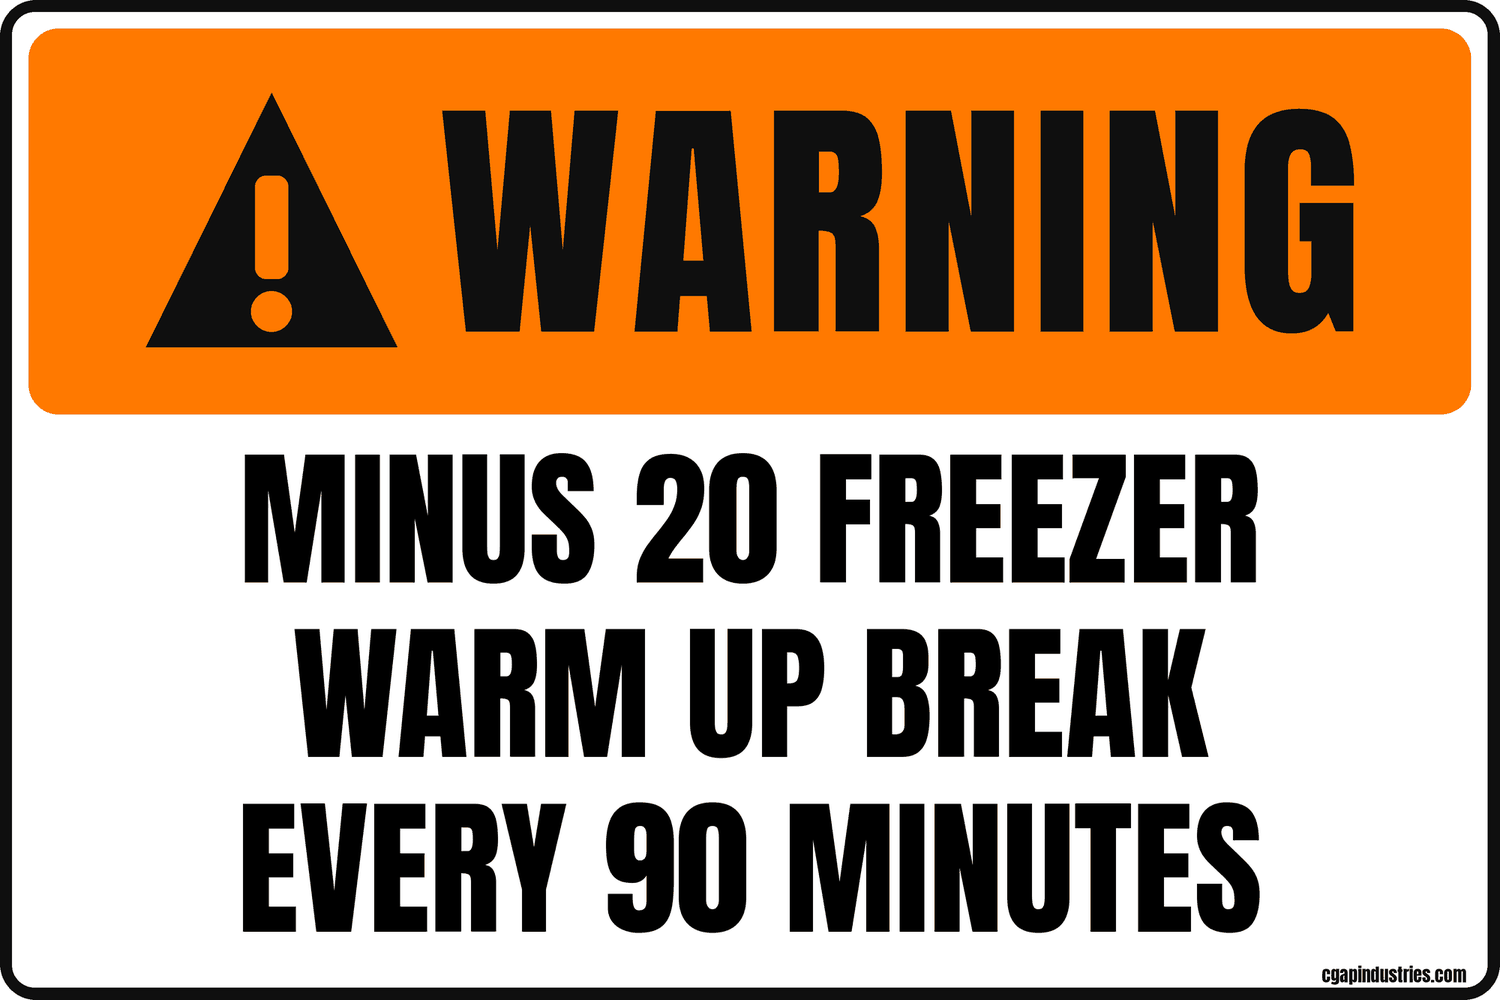 WARNING
MINUS 20 FREEZER
WARM UP BREAK
EVERY 90 MINUTES
cgapindustries.com